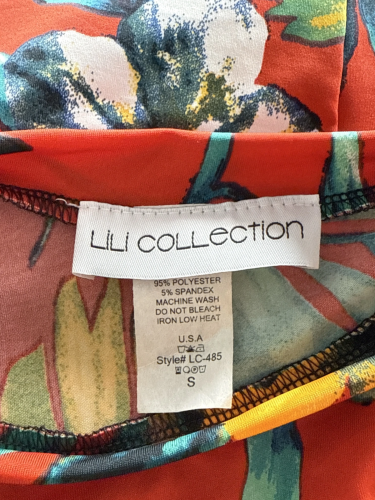 LiLi COLLection
95% POLYESTER
5% SPANDEX
MACHINE WASH
DO NOT BLEACH
IRON LOW HEAT
U.S.A
Style# LC-485
S